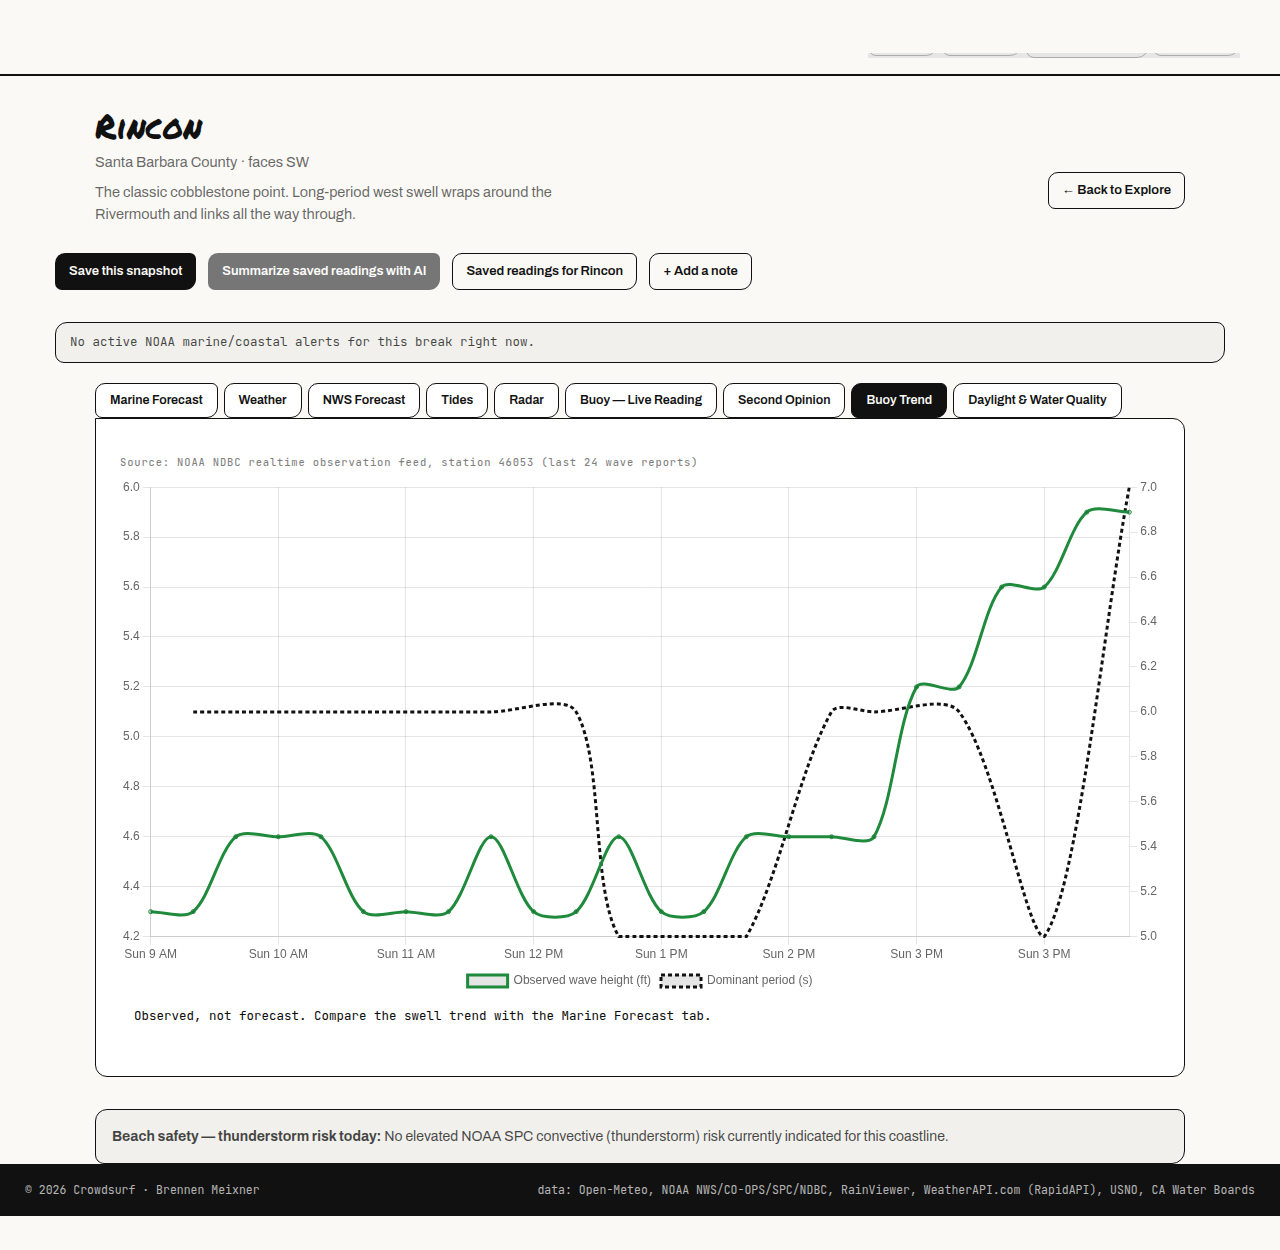 Rincon
Santa Barbara County · faces SW
The classic cobblestone point. Long-period west swell wraps around the
Rivermouth and links all the way through.
← Back to Explore
Save this snapshot
Summarize saved readings with AI
Saved readings for Rincon
+ Add a note
No active NOAA marine/coastal alerts for this break right now.
Marine Forecast
Weather
NWS Forecast
Tides
Radar
Buoy — Live Reading
Second Opinion
Buoy Trend
Daylight & Water Quality
Source: NOAA NDBC realtime observation feed, station 46053 (last 24 wave reports)
6.0
5.8
5.6
5.4
5.2
5.0
4.8
4.6
4.4
4.2
7.0
6.8
6.6
6.4
6.2
6.0
5.8
5.6
5.4
5.2
5.0
Sun 9 AM
Sun 10 AM
Sun 11 AM
Sun 12 PM
Sun 1 PM
Sun 2 PM
Sun 3 PM
Sun 3 PM
Observed wave height (ft)
Dominant period (s)
Observed, not forecast. Compare the swell trend with the Marine Forecast tab.
Beach safety — thunderstorm risk today: No elevated NOAA SPC convective (thunderstorm) risk currently indicated for this coastline.
© 2026 Crowdsurf · Brennen Meixner
data: Open-Meteo, NOAA NWS/CO-OPS/SPC/NDBC, RainViewer, WeatherAPI.com (RapidAPI), USNO, CA Water Boards